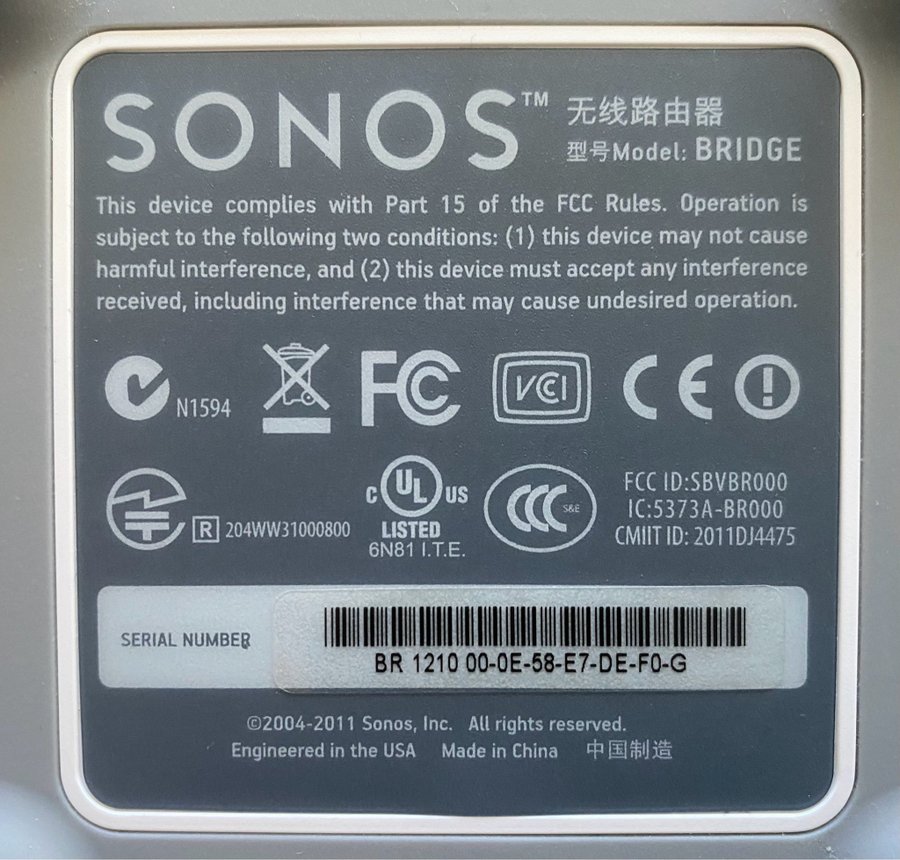 SONOS™ 无线路由器
型号Model: BRIDGE
This device complies with Part 15 of the FCC Rules. Operation is
subject to the following two conditions: (1) this device may not cause
harmful interference, and (2) this device must accept any interference
received, including interference that may cause undesired operation.
N1594 FC VCI CE
R 204WW31000800
c UL US
LISTED
6N81 I.T.E.
CCC S&E
FCC ID:SBVBR000
IC:5373A-BR000
CMIIT ID: 2011DJ4475
SERIAL NUMBER
BR 1210 00-0E-58-E7-DE-F0-G
©2004-2011 Sonos, Inc. All rights reserved.
Engineered in the USA Made in China 中国制造